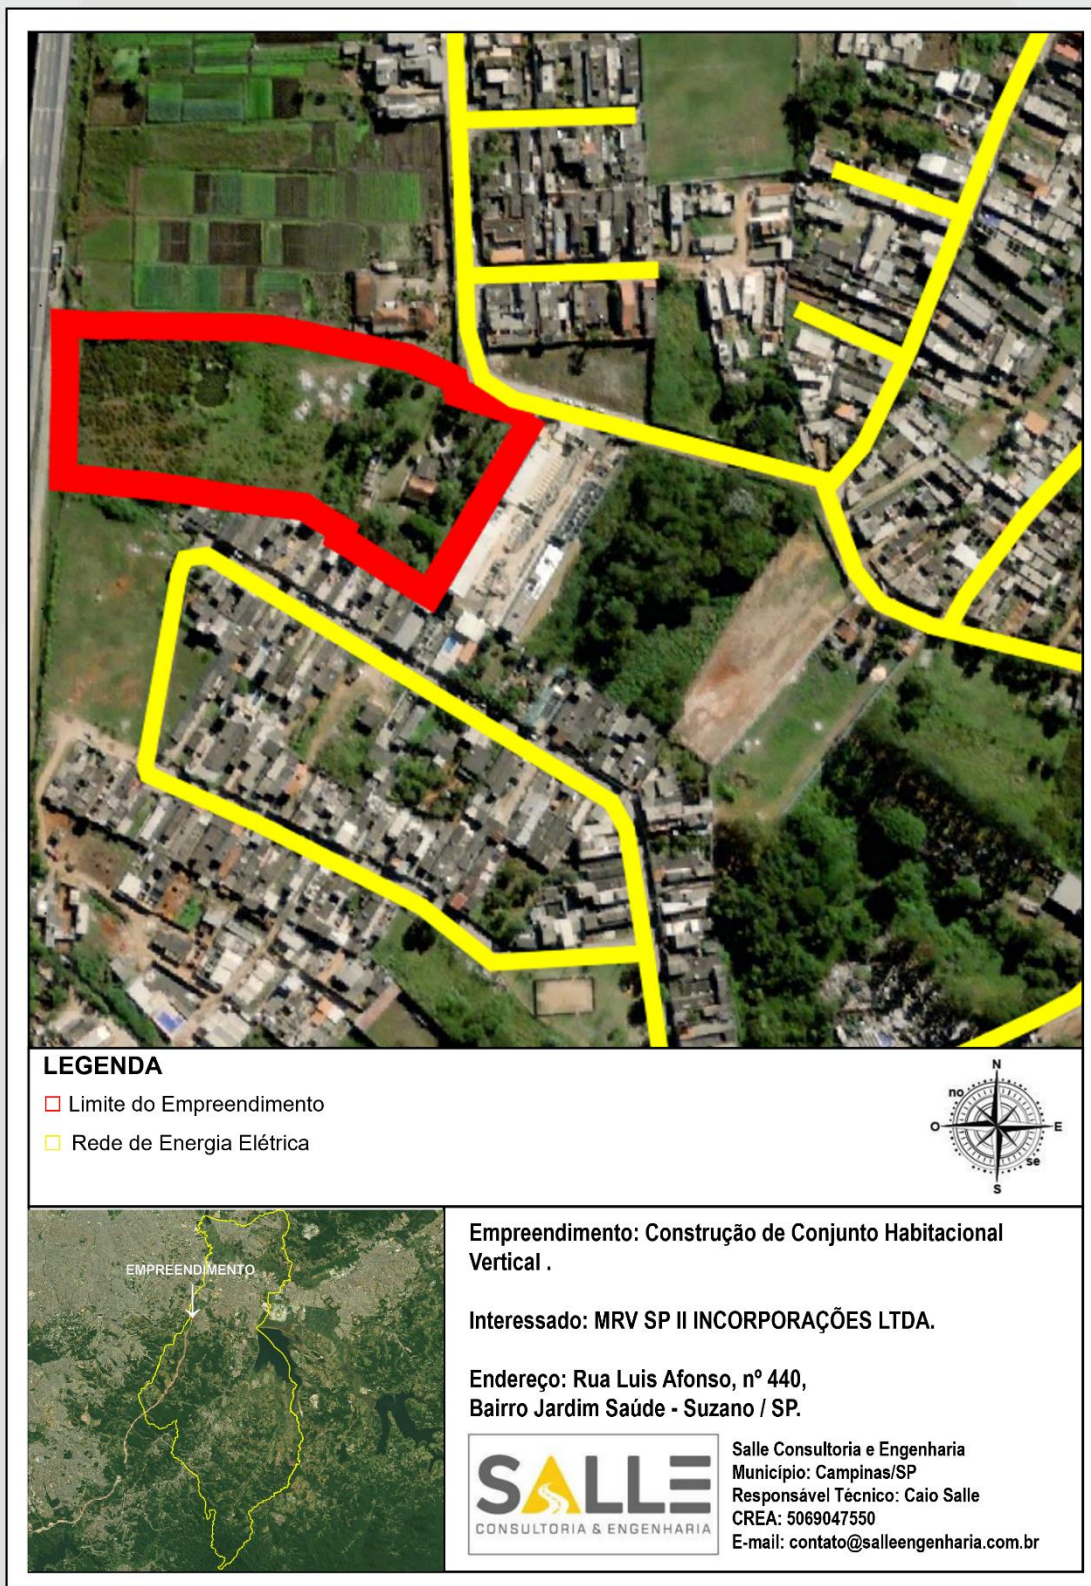 LEGENDA
Limite do Empreendimento
Rede de Energia Elétrica
N
no
O
E
se
S
EMPREENDIMENTO
Empreendimento: Construção de Conjunto Habitacional
Vertical .
Interessado: MRV SP II INCORPORAÇÕES LTDA.
Endereço: Rua Luis Afonso, nº 440,
Bairro Jardim Saúde - Suzano / SP.
SALLE
CONSULTORIA & ENGENHARIA
Salle Consultoria e Engenharia
Município: Campinas/SP
Responsável Técnico: Caio Salle
CREA: 5069047550
E-mail: contato@salleengenharia.com.br